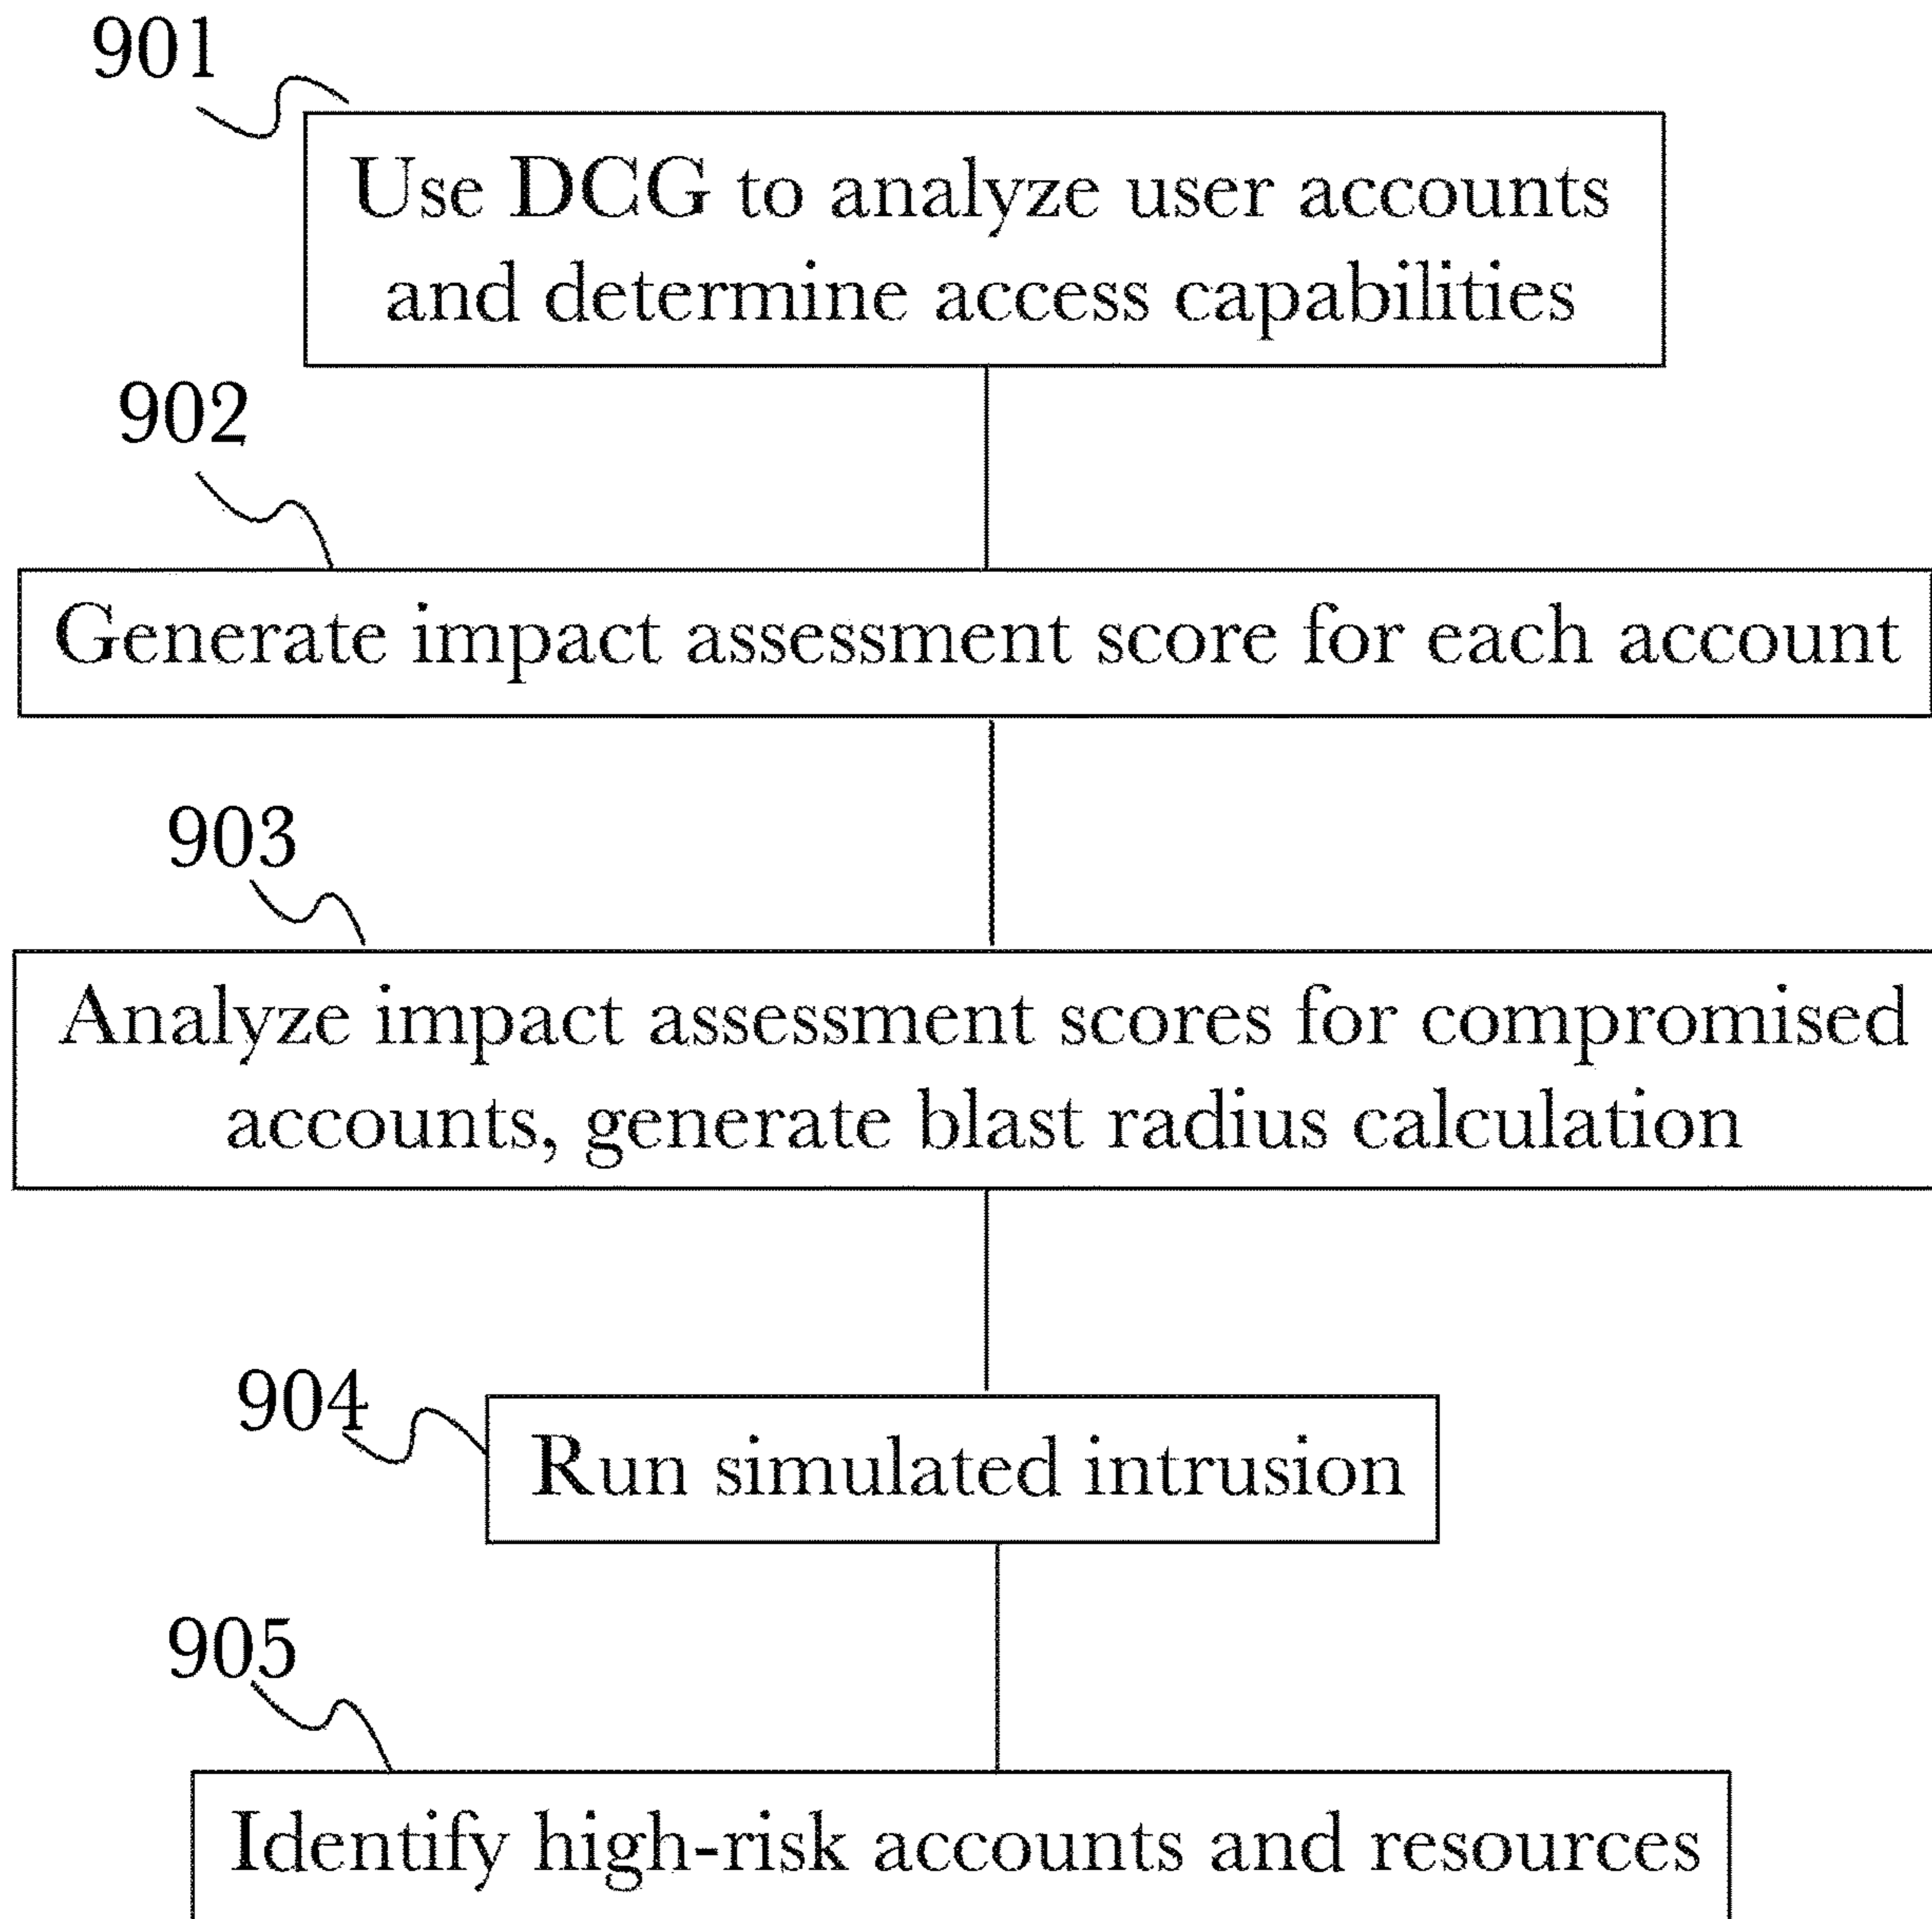 901
Use DCG to analyze user accounts
and determine access capabilities
902
Generate impact assessment score for each account
903
Analyze impact assessment scores for compromised
accounts, generate blast radius calculation
904
Run simulated intrusion
905
Identify high-risk accounts and resources